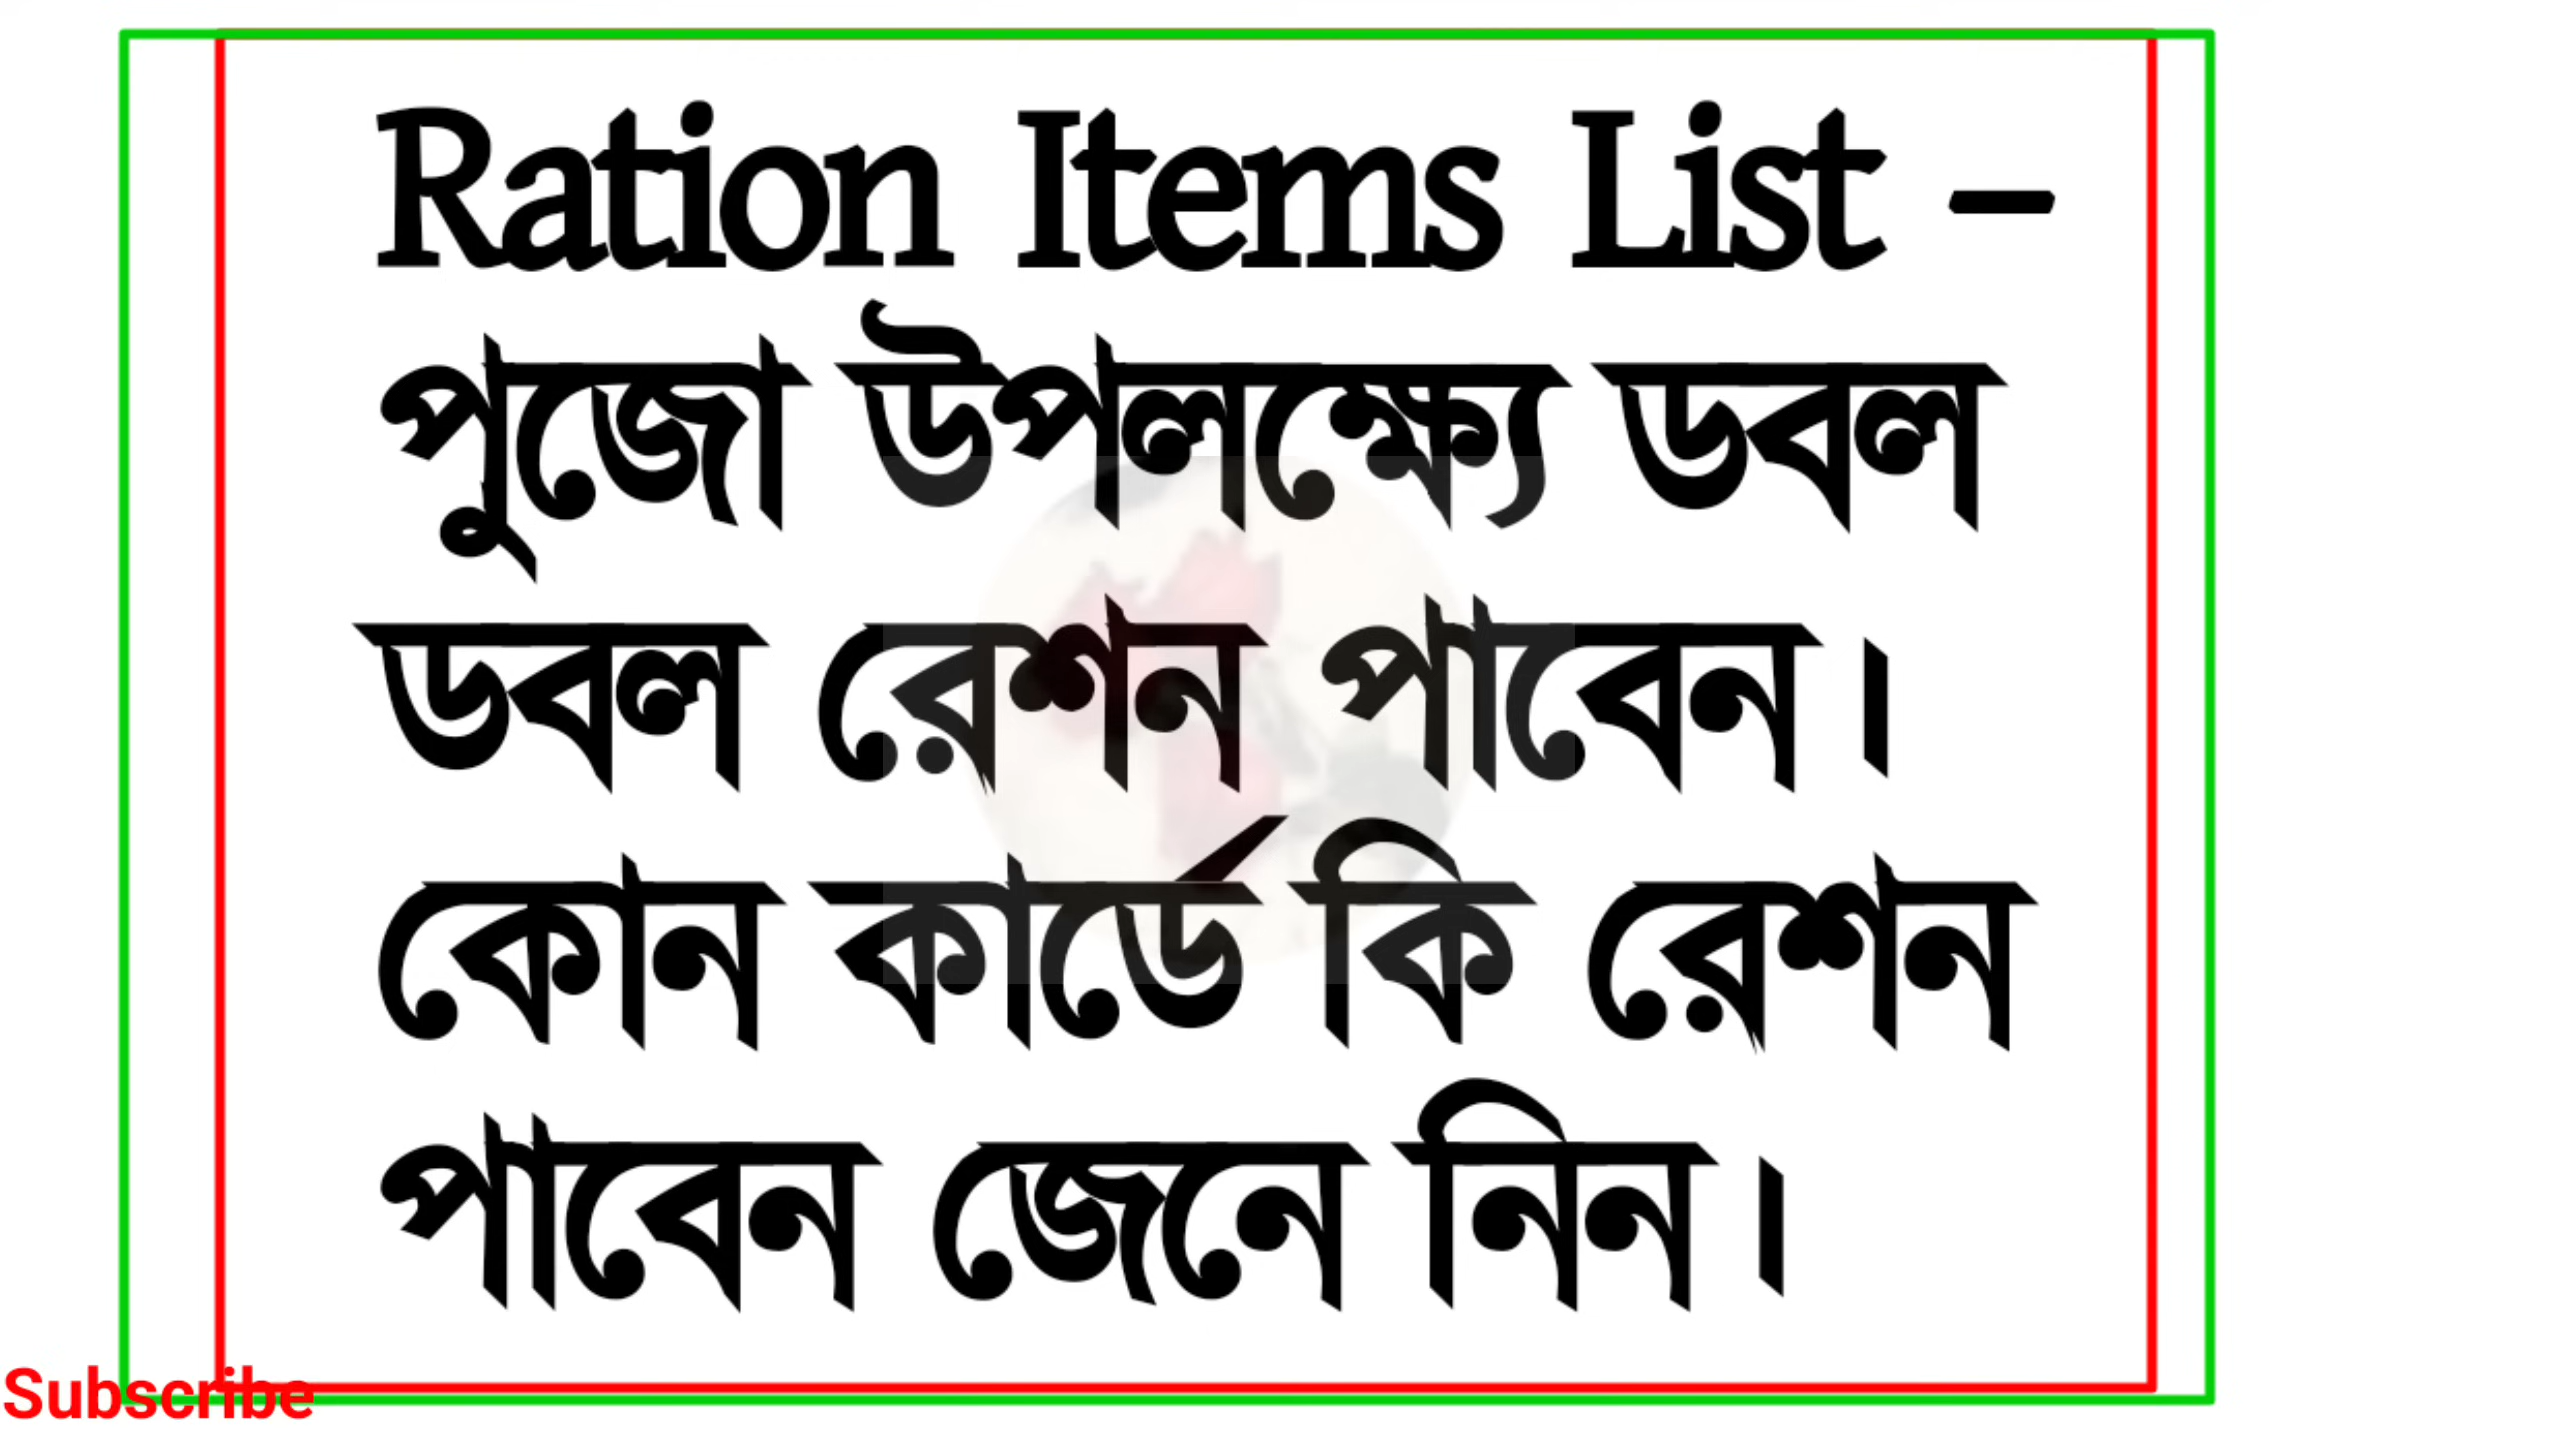 Ration Items List –
পুজো উপলক্ষ্যে ডবল
ডবল রেশন পাবেন।
কোন কার্ডে কি রেশন
পাবেন জেনে নিন।
Subscribe